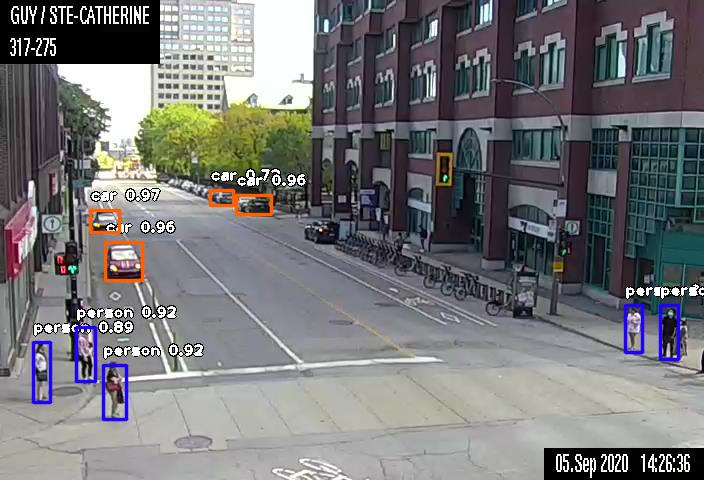 GUY / STE-CATHERINE
317-275
car 0.96
car 0.97
car 0.96
person 0.92
person 0.89
person 0.92
05.Sep 2020 14:26:36